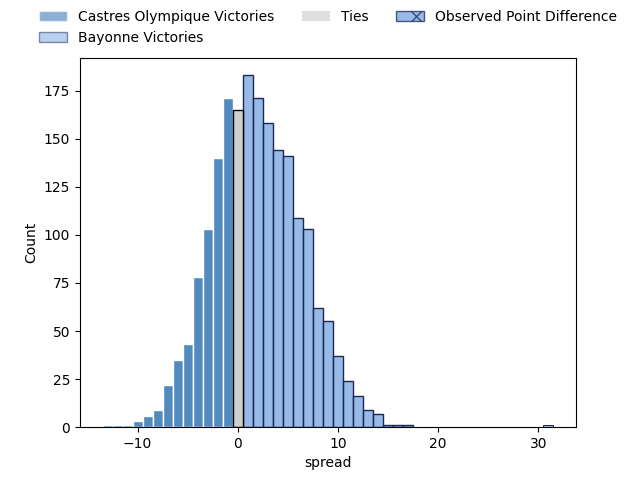 Castres Olympique Victories
Ties
Observed Point Difference
Bayonne Victories
175
150
125
100
75
50
25
0
Count
−10
0
10
20
30
spread